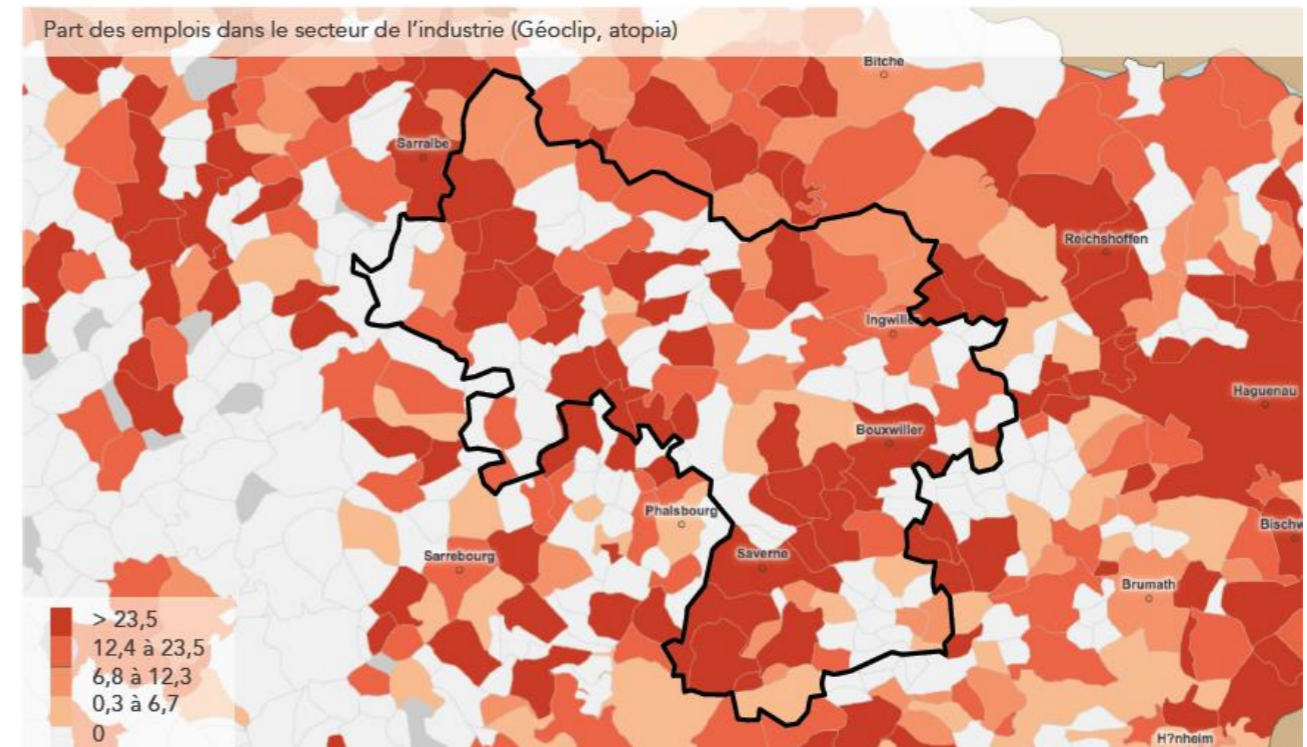 Part des emplois dans le secteur de l'industrie (Géoclip, atopia)
Bitche
Sarralbe
Reichshoffen
Ingwiller
Haguenau
Bouxwiller
Phalsbourg
Bischw
Saverne
Sarrebourg
Brumath
> 23,5
12,4 à 23,5
6,8 à 12,3
0,3 à 6,7
0
H?nheim